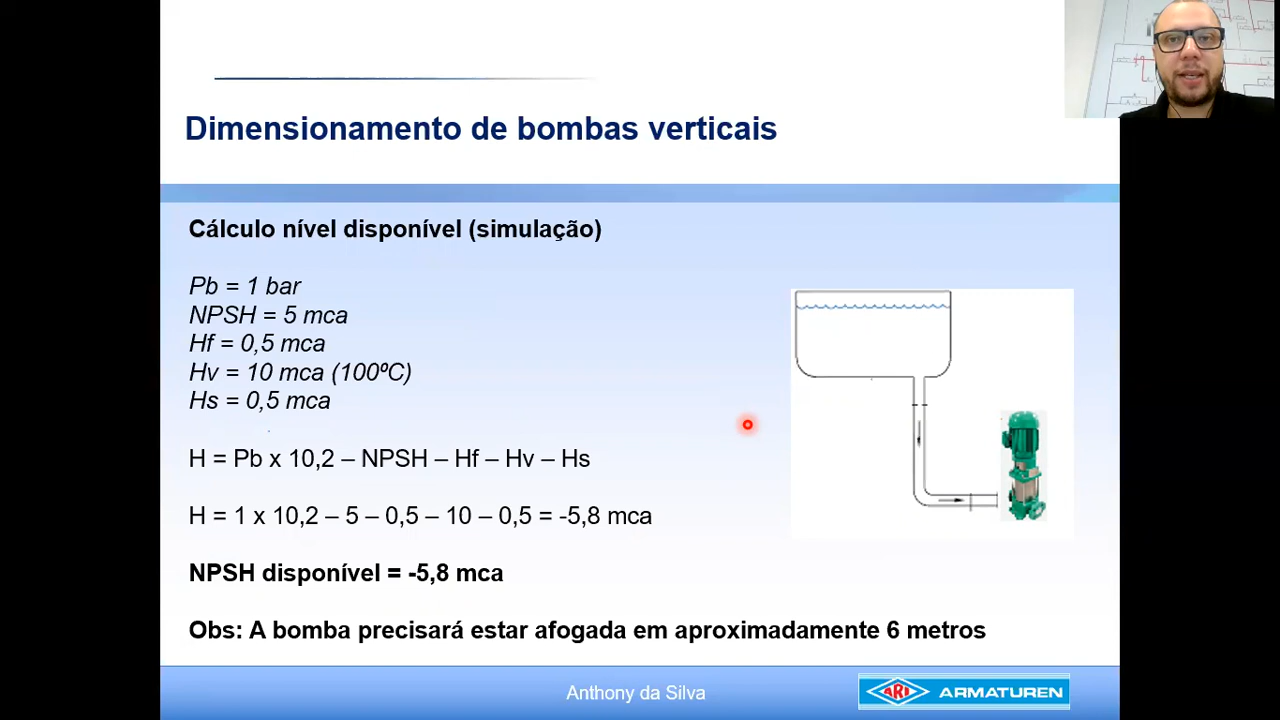 Dimensionamento de bombas verticais
Cálculo nível disponível (simulação)
Pb = 1 bar
NPSH = 5 mca
Hf = 0,5 mca
Hv = 10 mca (100ºC)
Hs = 0,5 mca
H = Pb x 10,2 – NPSH – Hf – Hv – Hs
H = 1 x 10,2 – 5 – 0,5 – 10 – 0,5 = -5,8 mca
NPSH disponível = -5,8 mca
Obs: A bomba precisará estar afogada em aproximadamente 6 metros
Anthony da Silva
ARI ARMATUREN